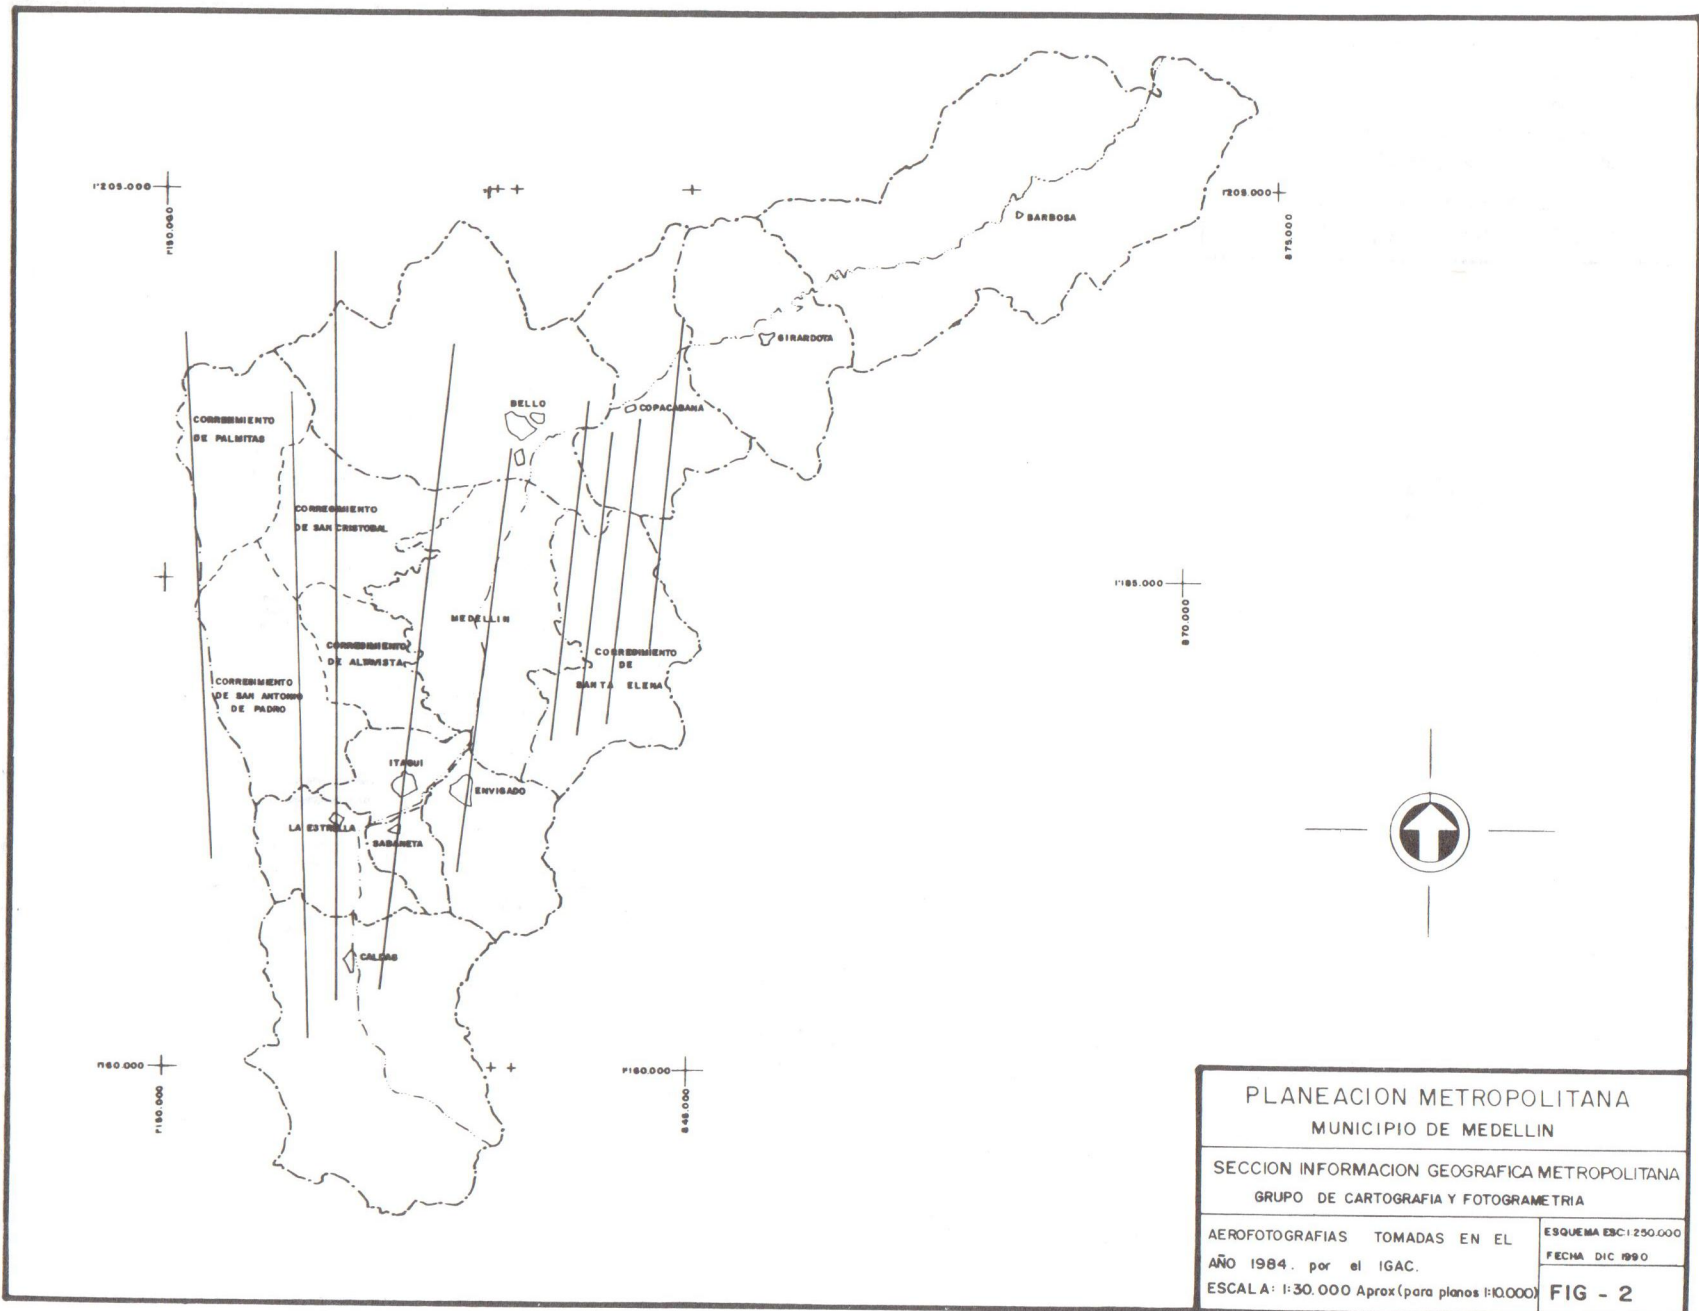 1'205.000
1'150.000
1'205.000
875.000
BARBOSA
GIRARDOTA
BELLO
COPACABANA
CORREGIMIENTO
DE PALMITAS
CORREGIMIENTO
DE SAN CRISTOBAL
1'185.000
870.000
MEDELLIN
CORREGIMIENTO
DE ALTAVISTA
CORREGIMIENTO
DE
SANTA ELENA
CORREGIMIENTO
DE SAN ANTONIO
DE PADRO
ITAGUI
ENVIGADO
LA ESTRELLA
SABANETA
CALDAS
1'160.000
1'150.000
1'160.000
845.000
PLANEACION METROPOLITANA
MUNICIPIO DE MEDELLIN
SECCION INFORMACION GEOGRAFICA METROPOLITANA
GRUPO DE CARTOGRAFIA Y FOTOGRAMETRIA
AEROFOTOGRAFIAS TOMADAS EN EL
AÑO 1984. por el IGAC.
ESCALA: 1:30.000 Aprox (para planos 1:10.000)
ESQUEMA ESC 1:250.000
FECHA DIC 1990
FIG - 2